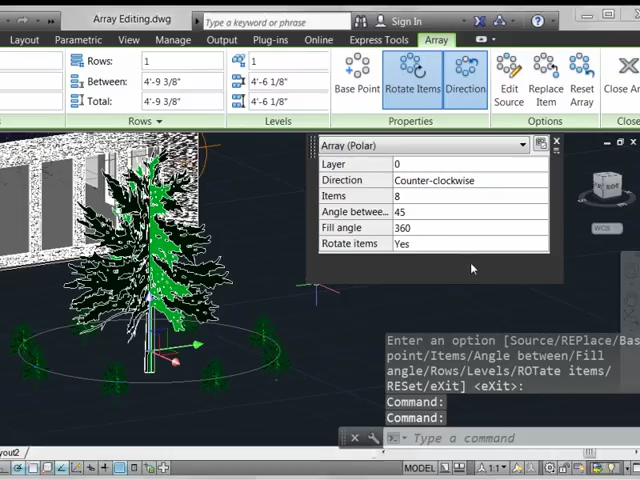 Array Editing.dwg
Type a keyword or phrase
Sign In
Layout Parametric View Manage Output Plug-ins Online Express Tools Array
Rows: 1 1
Between: 4'-9 3/8" 4'-6 1/8"
Total: 4'-9 3/8" 4'-6 1/8"
Base Point Rotate Items Direction Edit Source Replace Item Reset Array Close Ar
Rows Levels Properties Options Close
Array (Polar)
Layer 0
Direction Counter-clockwise
Items 8
Angle betwee... 45
Fill angle 360
Rotate items Yes
WCS
Enter an option [Source/REPlace/Bas
point/Items/Angle between/Fill
angle/Rows/Levels/ROTate items/
RESet/eXit] <eXit>:
Command:
Command:
Type a command
yout2
MODEL 1:1